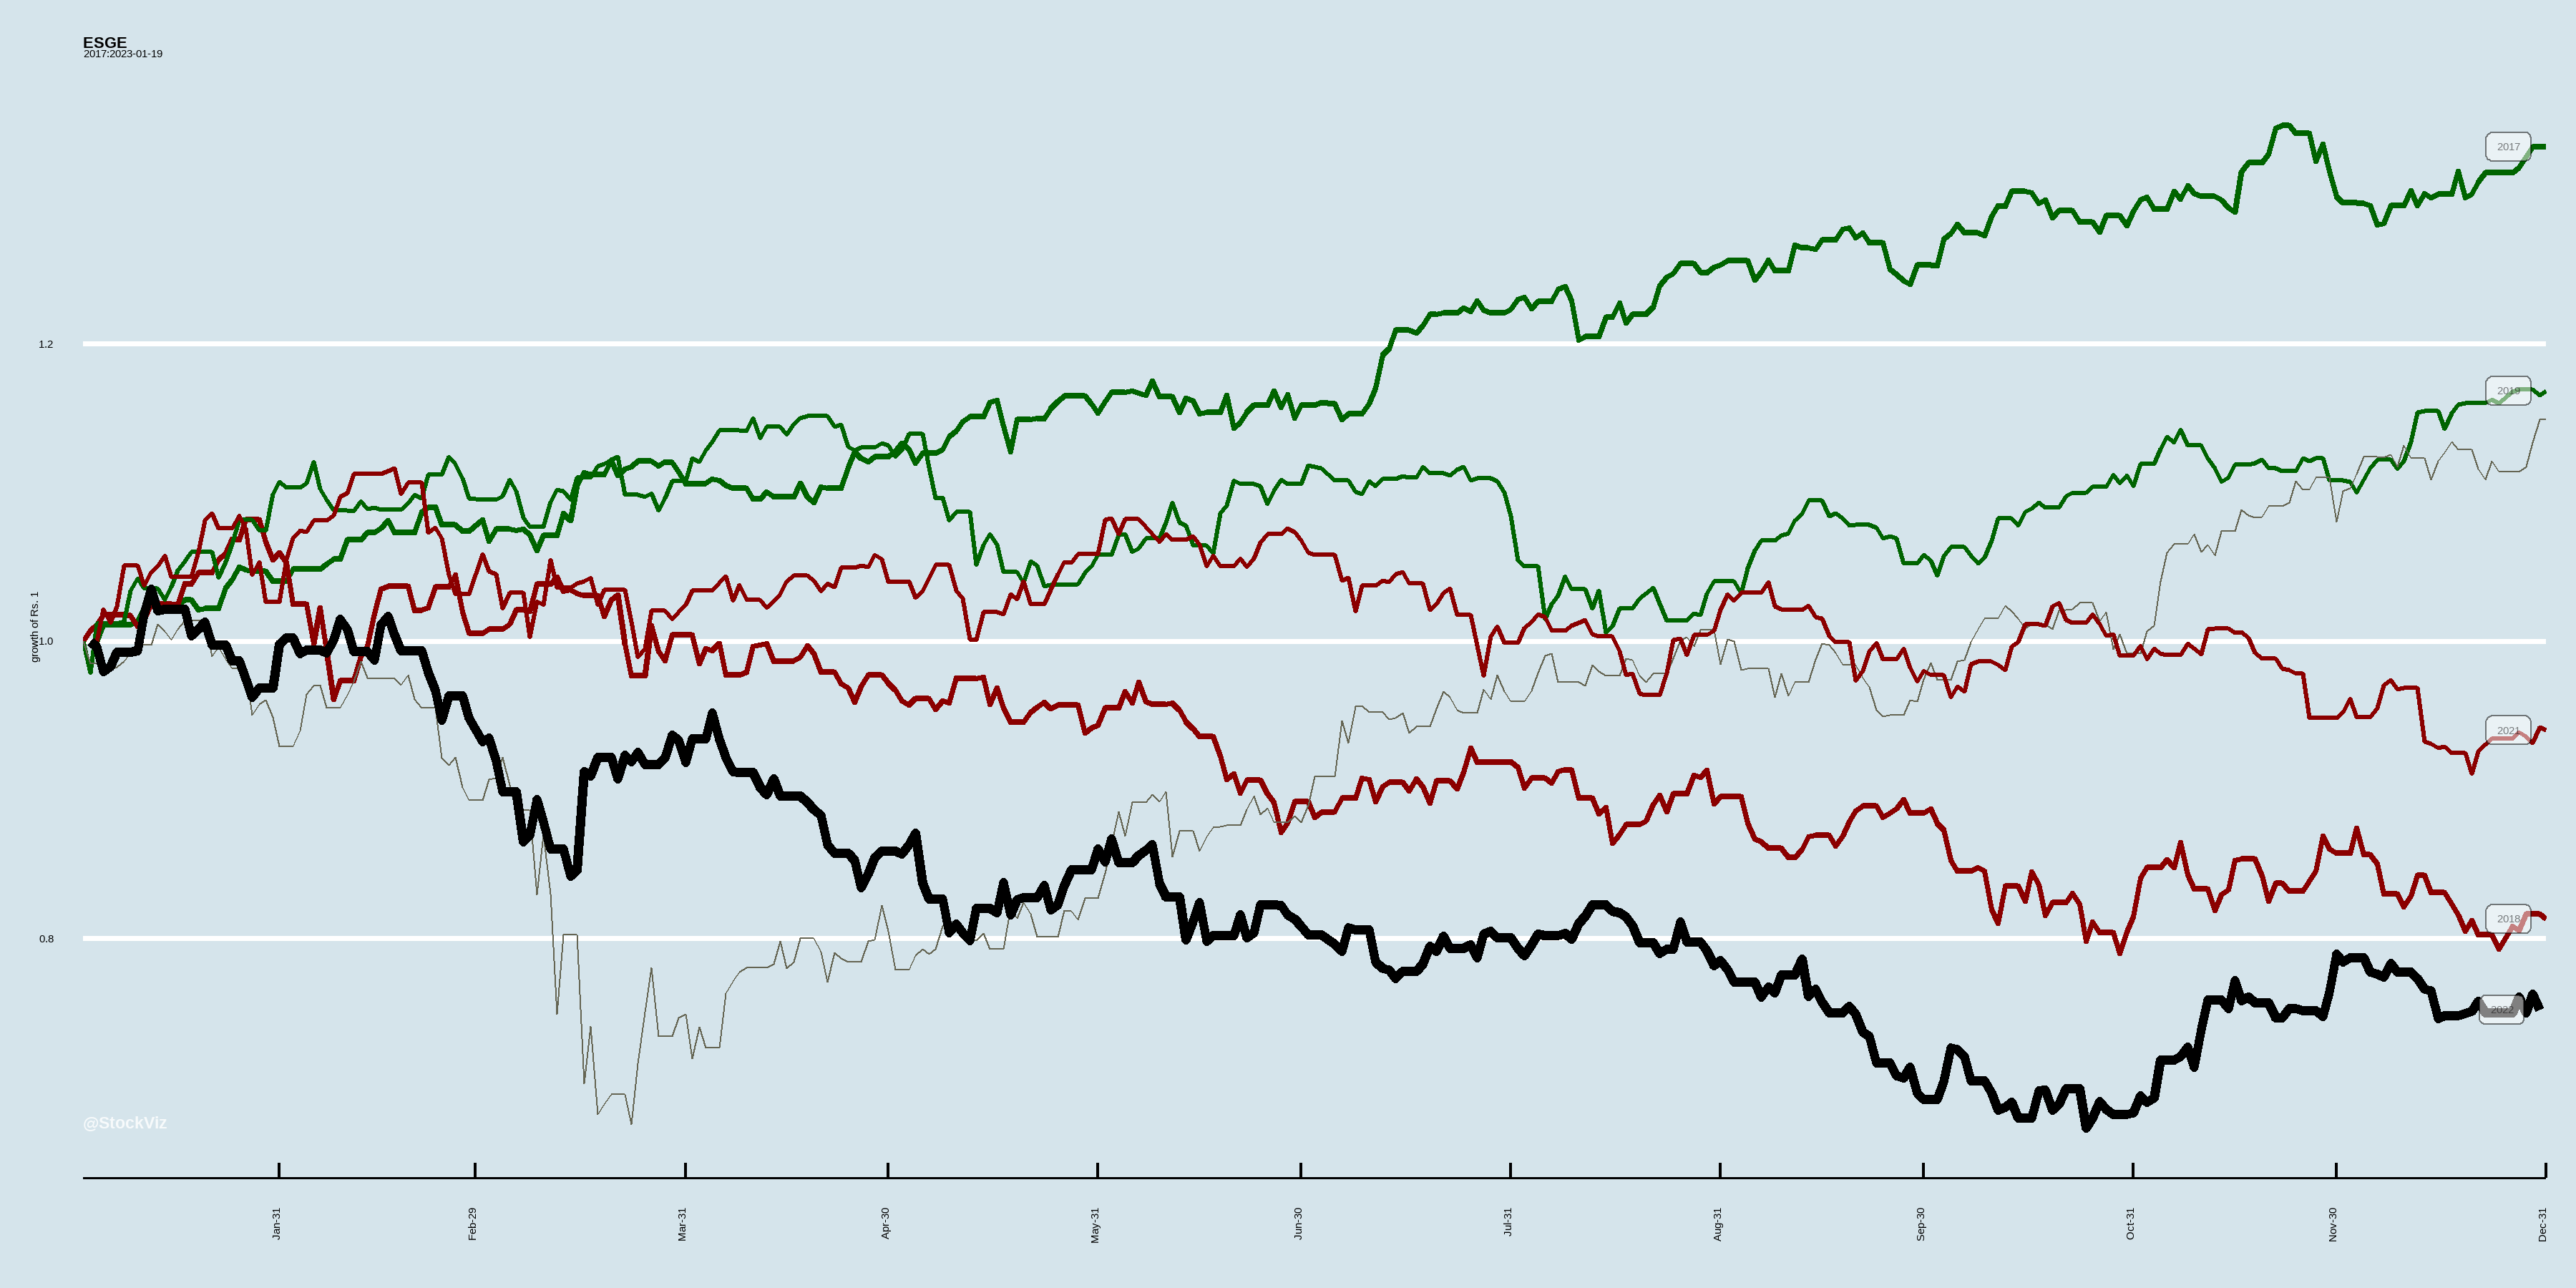 ESGE
2017:2023-01-19
growth of Rs. 1
1.2
1.0
0.8
2017
2019
2021
2018
2022
@StockViz
Jan-31
Feb-29
Mar-31
Apr-30
May-31
Jun-30
Jul-31
Aug-31
Sep-30
Oct-31
Nov-30
Dec-31